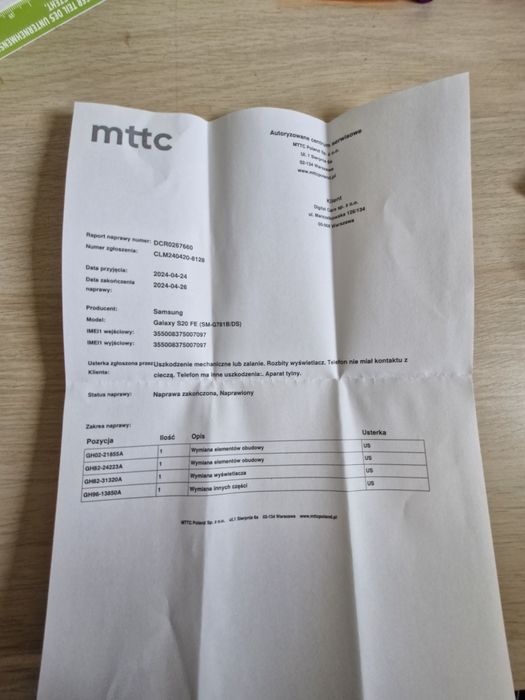 ER TEIL DES UNTERNEHMENS
mttc
Autoryzowane centrum serwisowe
MTTC Poland Sp. z o.o.
ul. 1 Sierpnia 6a
02-134 Warszawa
www.mttcpoland.pl
Klient
Digital Care Sp. z o.o.
ul. Marszałkowska 126/134
Warszawa
Raport naprawy numer: DCR0267660
Numer zgłoszenia: CLM240420-6128
Data przyjęcia: 2024-04-24
Data zakończenia 2024-04-26
naprawy:
Producent: Samsung
Model: Galaxy S20 FE (SM-G781B/DS)
IMEI1 wejściowy: 355008375007097
IMEI1 wyjściowy: 355008375007097
Usterka zgłoszona przez Uszkodzenie mechaniczne lub zalanie. Rozbity wyświetlacz. Telefon nie miał kontaktu z
Klienta: cieczą. Telefon ma inne uszkodzenia:. Aparat tylny.
Status naprawy: Naprawa zakończona, Naprawiony
Zakres naprawy:
Pozycja Ilość Opis Usterka
GH02-21855A 1 Wymiana elementów obudowy US
GH82-24223A 1 Wymiana elementów obudowy US
GH82-31320A 1 Wymiana wyświetlacza US
GH96-13850A 1 Wymiana innych części US
MTTC Poland Sp. z o.o. ul.1 Sierpnia 6a 02-134 Warszawa www.mttcpoland.pl